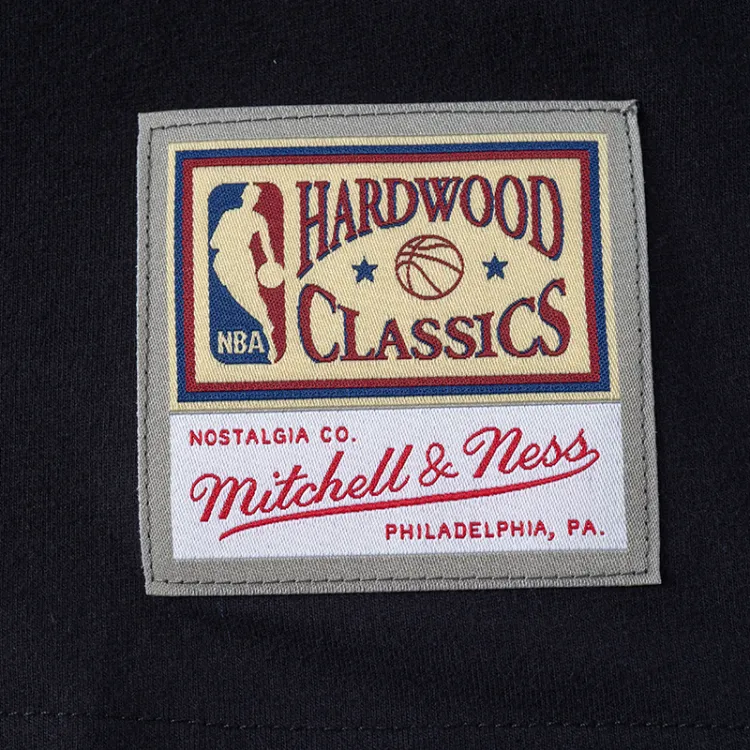 HARDWOOD
NBA
CLASSICS
NOSTALGIA CO.
Mitchell & Ness
PHILADELPHIA, PA.